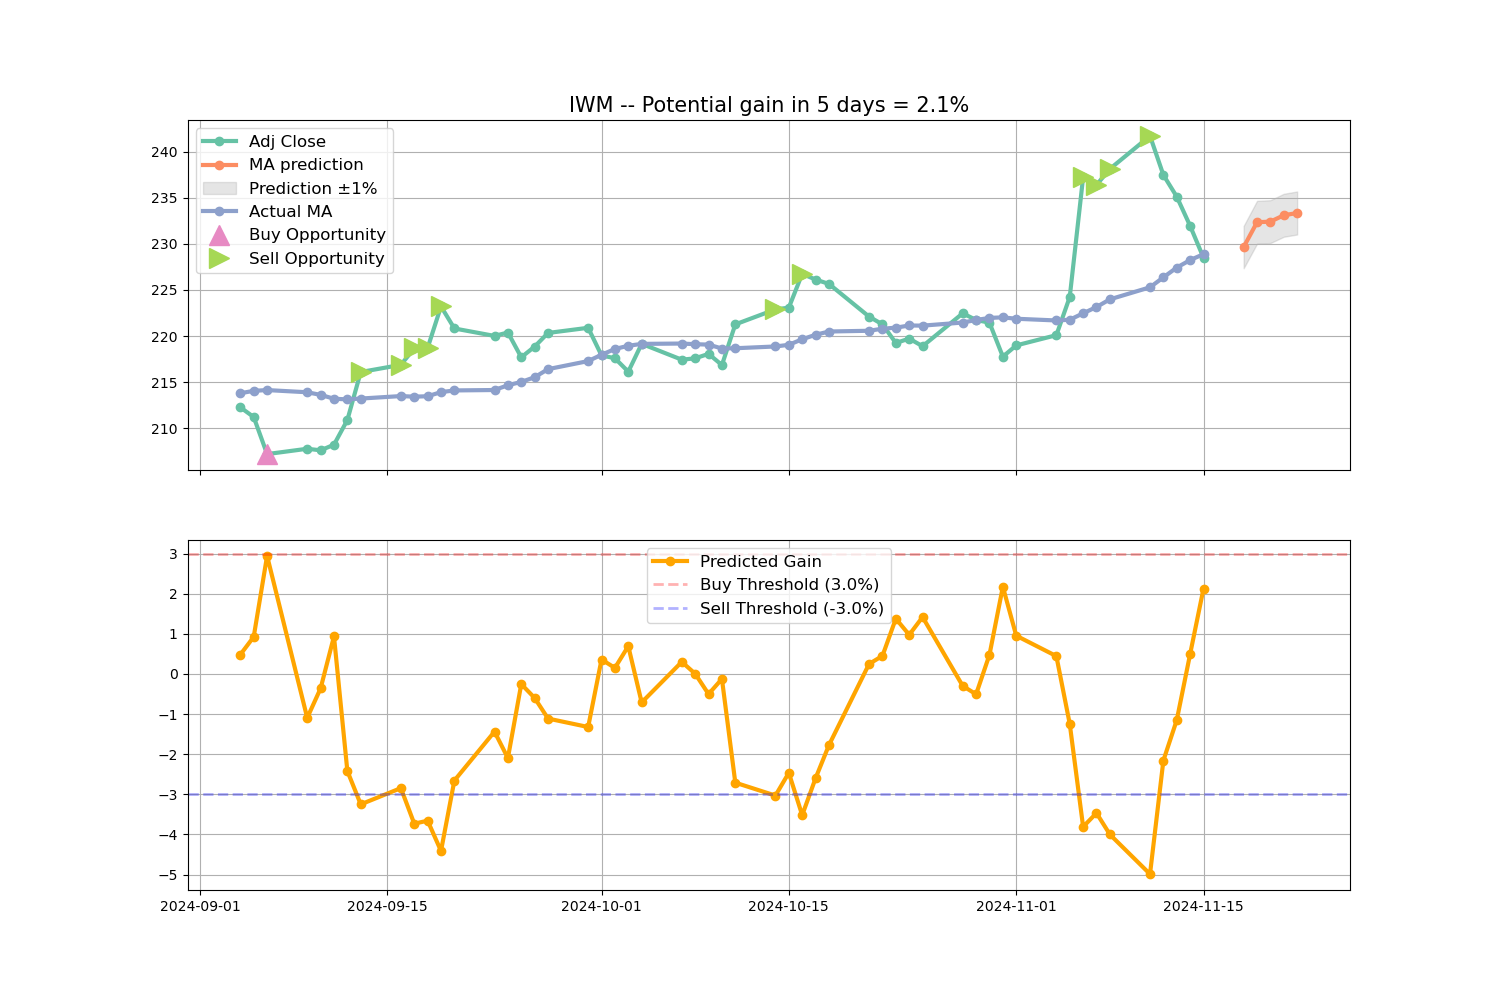 IWM -- Potential gain in 5 days = 2.1%
240
235
230
225
220
215
210
Adj Close
MA prediction
Prediction ±1%
Actual MA
Buy Opportunity
Sell Opportunity
3
2
1
0
−1
−2
−3
−4
−5
Predicted Gain
Buy Threshold (3.0%)
Sell Threshold (-3.0%)
2024-09-01
2024-09-15
2024-10-01
2024-10-15
2024-11-01
2024-11-15